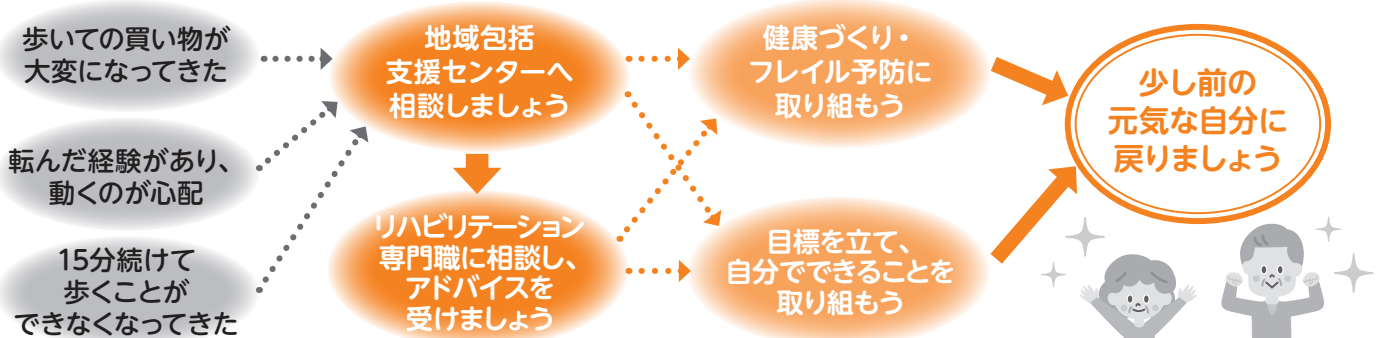 歩いての買い物が
大変になってきた
転んだ経験があり、
動くのが心配
15分続けて
歩くことが
できなくなってきた
地域包括
支援センターへ
相談しましょう
リハビリテーション
専門職に相談し、
アドバイスを
受けましょう
健康づくり・
フレイル予防に
取り組もう
目標を立て、
自分でできることを
取り組もう
少し前の
元気な自分に
戻りましょう